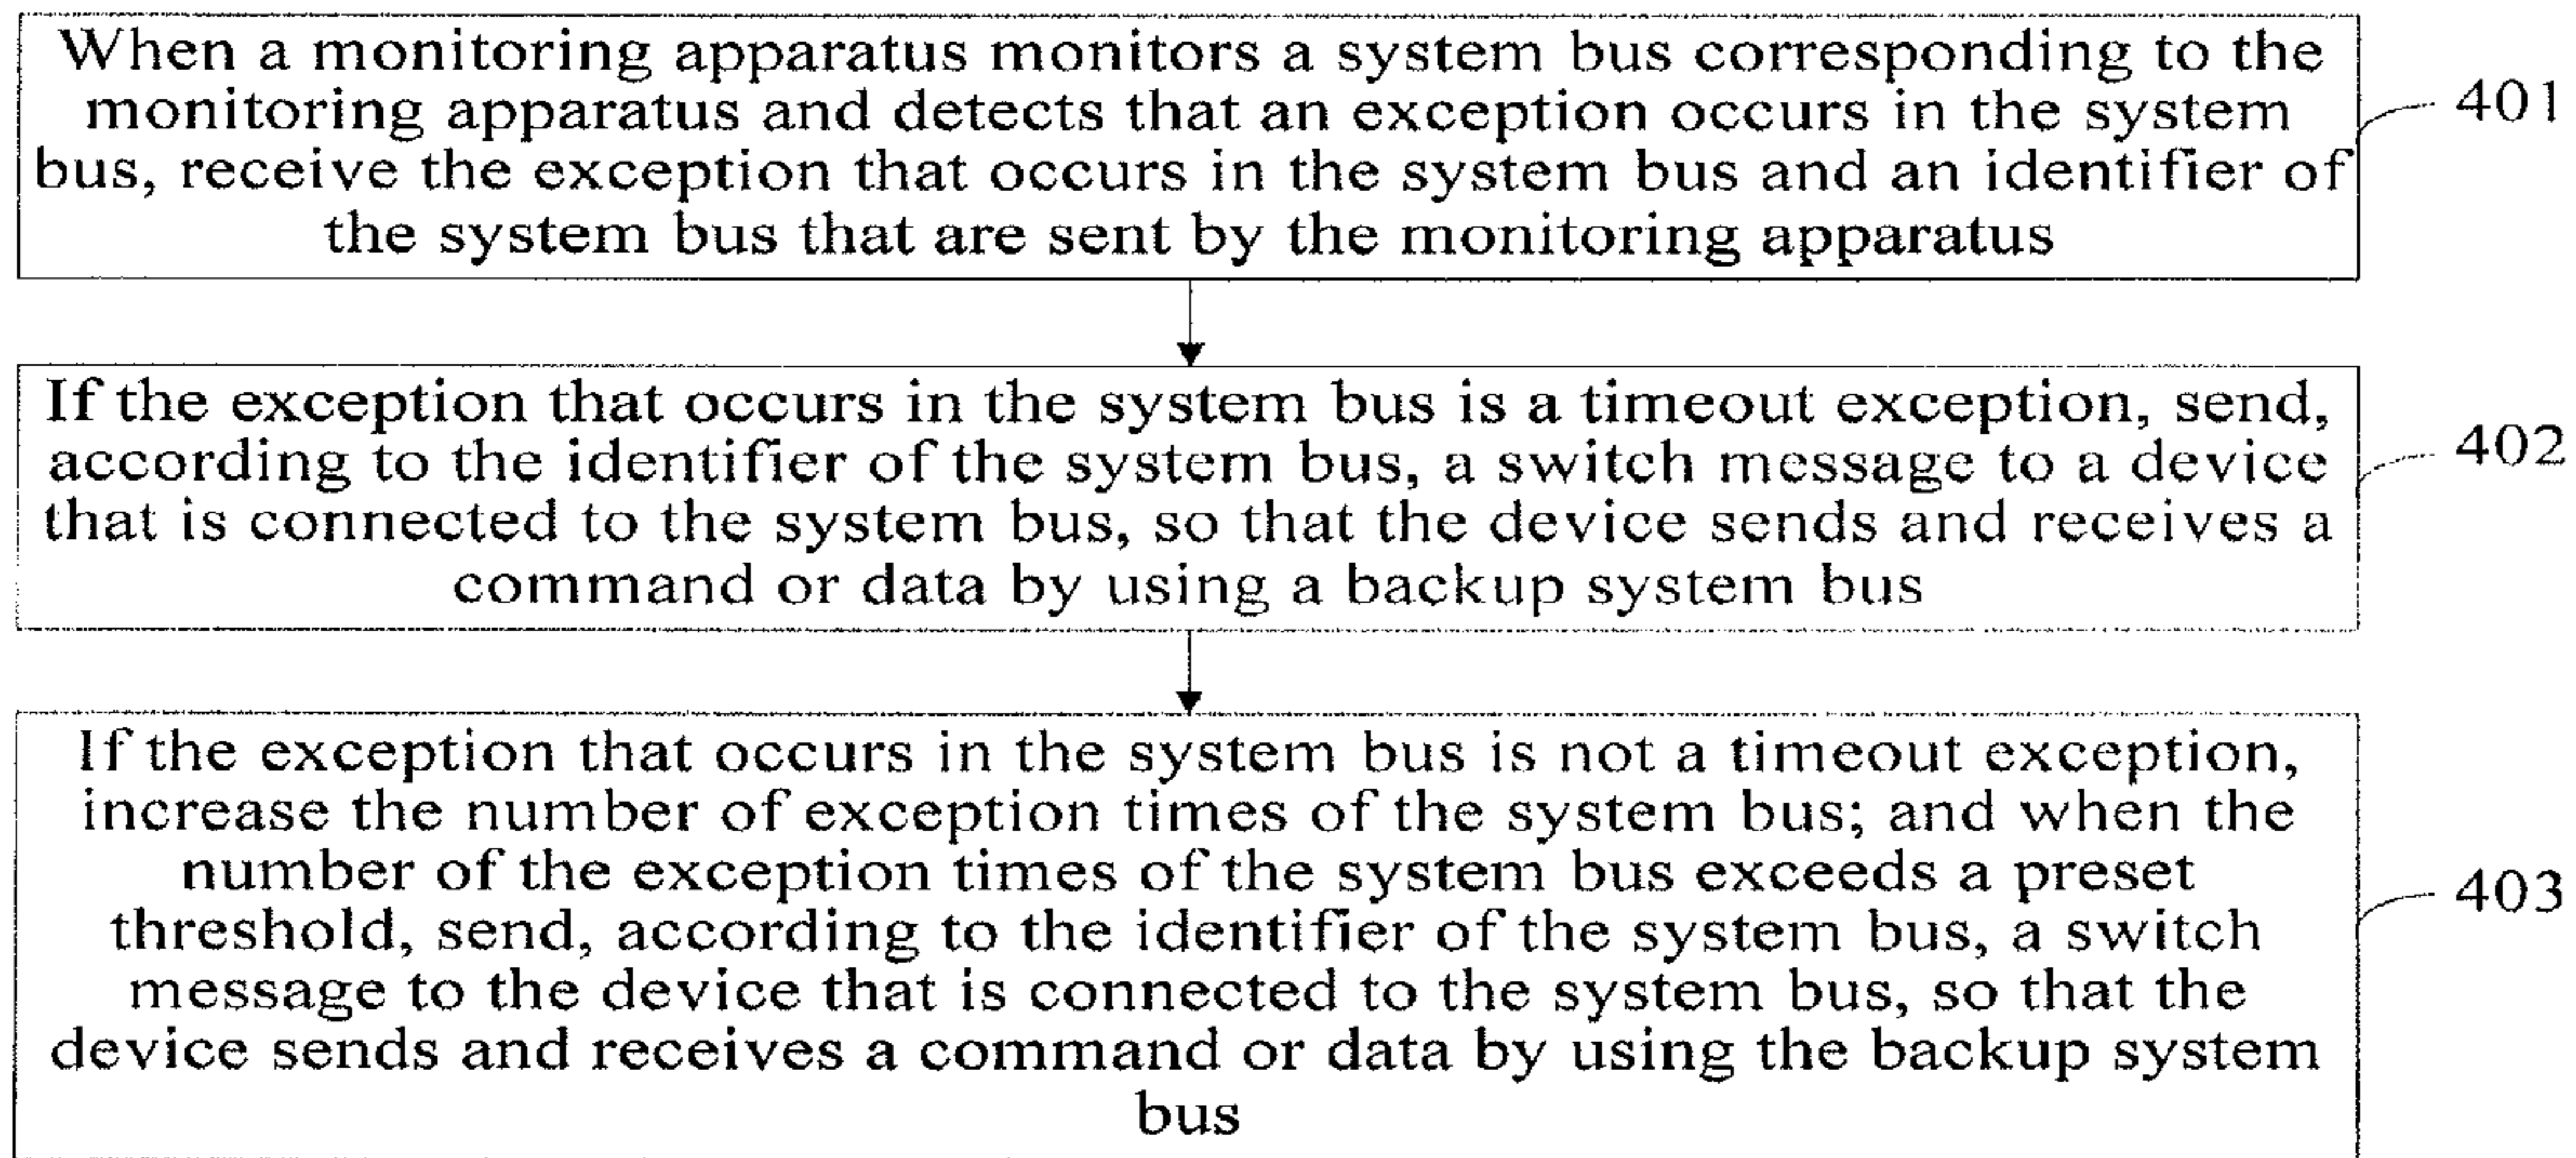 When a monitoring apparatus monitors a system bus corresponding to the
monitoring apparatus and detects that an exception occurs in the system
bus, receive the exception that occurs in the system bus and an identifier of
the system bus that are sent by the monitoring apparatus
401
If the exception that occurs in the system bus is a timeout exception, send,
according to the identifier of the system bus, a switch message to a device
that is connected to the system bus, so that the device sends and receives a
command or data by using a backup system bus
402
If the exception that occurs in the system bus is not a timeout exception,
increase the number of exception times of the system bus; and when the
number of the exception times of the system bus exceeds a preset
threshold, send, according to the identifier of the system bus, a switch
message to the device that is connected to the system bus, so that the
device sends and receives a command or data by using the backup system
bus
403